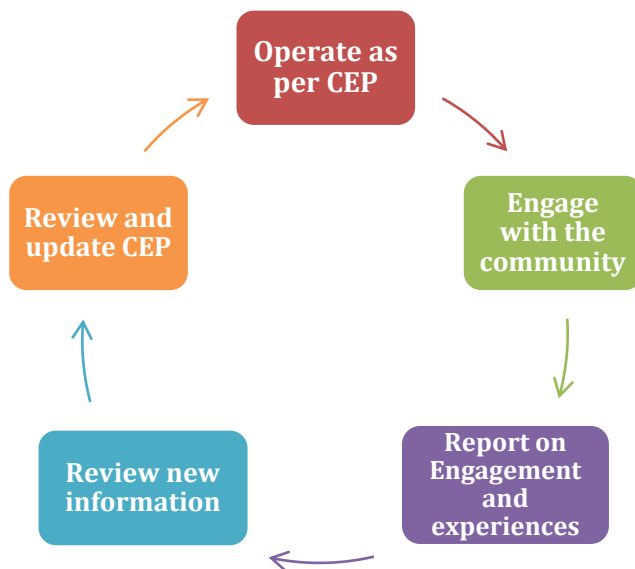 Operate as
per CEP
Engage
with the
community
Report on
Engagement
and
experiences
Review new
information
Review and
update CEP